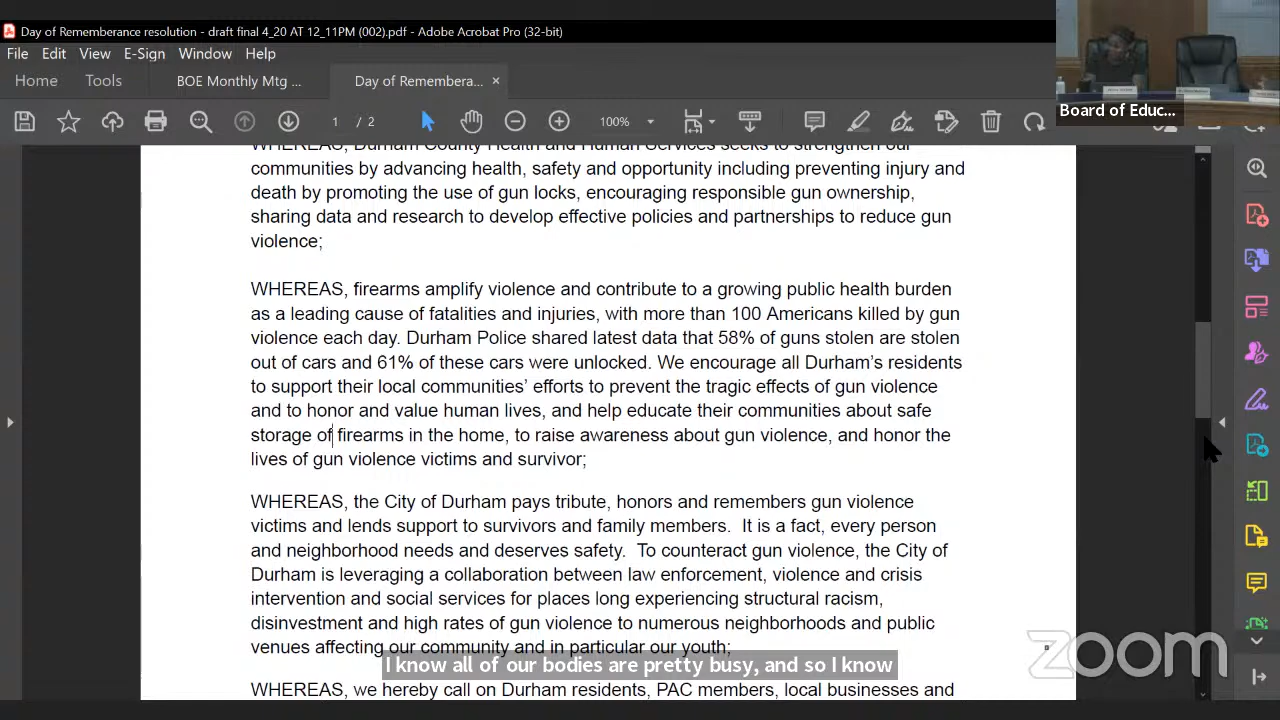 Day of Rememberance resolution - draft final 4_20 AT 12_11PM (002).pdf - Adobe Acrobat Pro (32-bit)
File Edit View E-Sign Window Help
Home Tools BOE Monthly Mtg ... Day of Remembera... ×
1 / 2 100%
Board of Educ...
WHEREAS, Durham County Health and Human Services seeks to strengthen our
communities by advancing health, safety and opportunity including preventing injury and
death by promoting the use of gun locks, encouraging responsible gun ownership,
sharing data and research to develop effective policies and partnerships to reduce gun
violence;
WHEREAS, firearms amplify violence and contribute to a growing public health burden
as a leading cause of fatalities and injuries, with more than 100 Americans killed by gun
violence each day. Durham Police shared latest data that 58% of guns stolen are stolen
out of cars and 61% of these cars were unlocked. We encourage all Durham's residents
to support their local communities' efforts to prevent the tragic effects of gun violence
and to honor and value human lives, and help educate their communities about safe
storage of firearms in the home, to raise awareness about gun violence, and honor the
lives of gun violence victims and survivor;
WHEREAS, the City of Durham pays tribute, honors and remembers gun violence
victims and lends support to survivors and family members.  It is a fact, every person
and neighborhood needs and deserves safety.  To counteract gun violence, the City of
Durham is leveraging a collaboration between law enforcement, violence and crisis
intervention and social services for places long experiencing structural racism,
disinvestment and high rates of gun violence to numerous neighborhoods and public
venues affecting our community and in particular our youth;
I know all of our bodies are pretty busy, and so I know
WHEREAS, we hereby call on Durham residents, PAC members, local businesses and
zoom